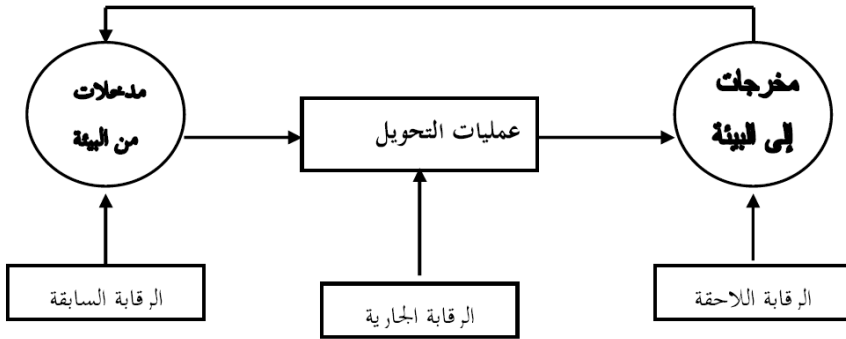 مخرجات
إلى البيئة
عمليات التحويل
مدخلات
من البيئة
الرقابة اللاحقة
الرقابة الجارية
الرقابة السابقة